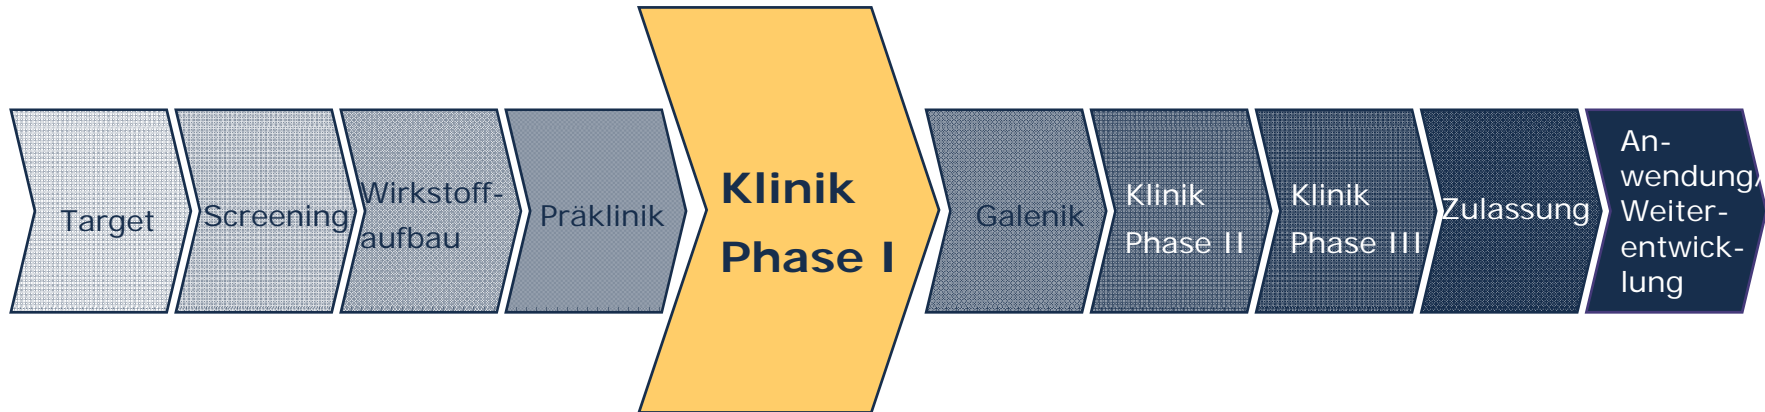 Target
Screening
Wirkstoff-
aufbau
Präklinik
Klinik
Phase I
Galenik
Klinik
Phase II
Klinik
Phase III
Zulassung
An-
wendung/
Weiter-
entwick-
lung